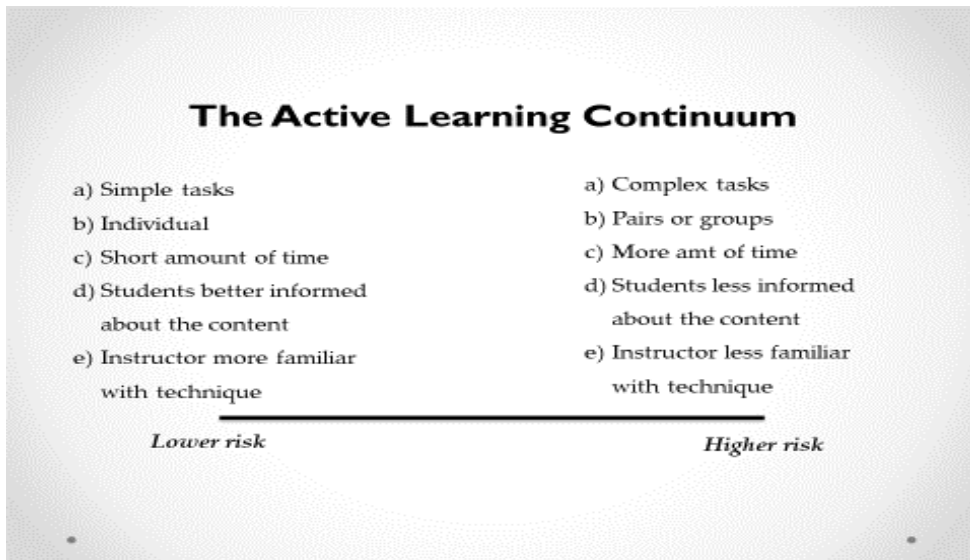 The Active Learning Continuum
a) Simple tasks
b) Individual
c) Short amount of time
d) Students better informed
about the content
e) Instructor more familiar
with technique
Lower risk
a) Complex tasks
b) Pairs or groups
c) More amt of time
d) Students less informed
about the content
e) Instructor less familiar
with technique
Higher risk